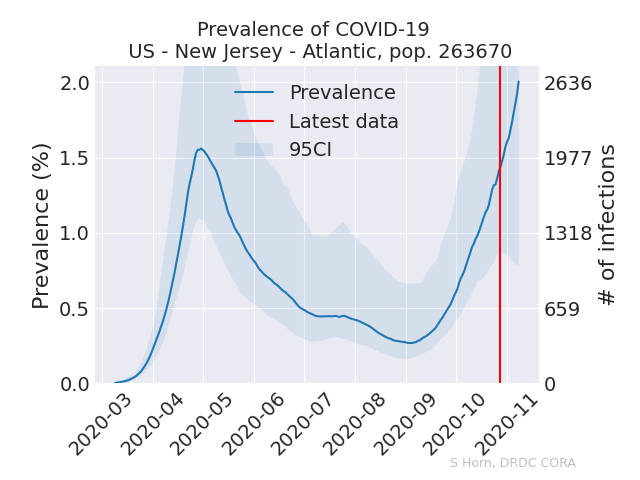 Prevalence of COVID-19
US - New Jersey - Atlantic, pop. 263670
Prevalence (%)
2.0
1.5
1.0
0.5
0.0
Prevalence
Latest data
95CI
2636
1977
1318
659
0
# of infections
2020-03
2020-04
2020-05
2020-06
2020-07
2020-08
2020-09
2020-10
2020-11
S Horn, DRDC CORA